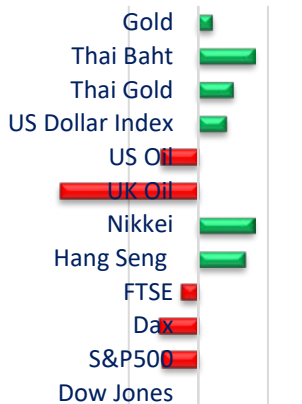 Gold
Thai Baht
Thai Gold
US Dollar Index
US Oil
UK Oil
Nikkei
Hang Seng
FTSE
Dax
S&P500
Dow Jones